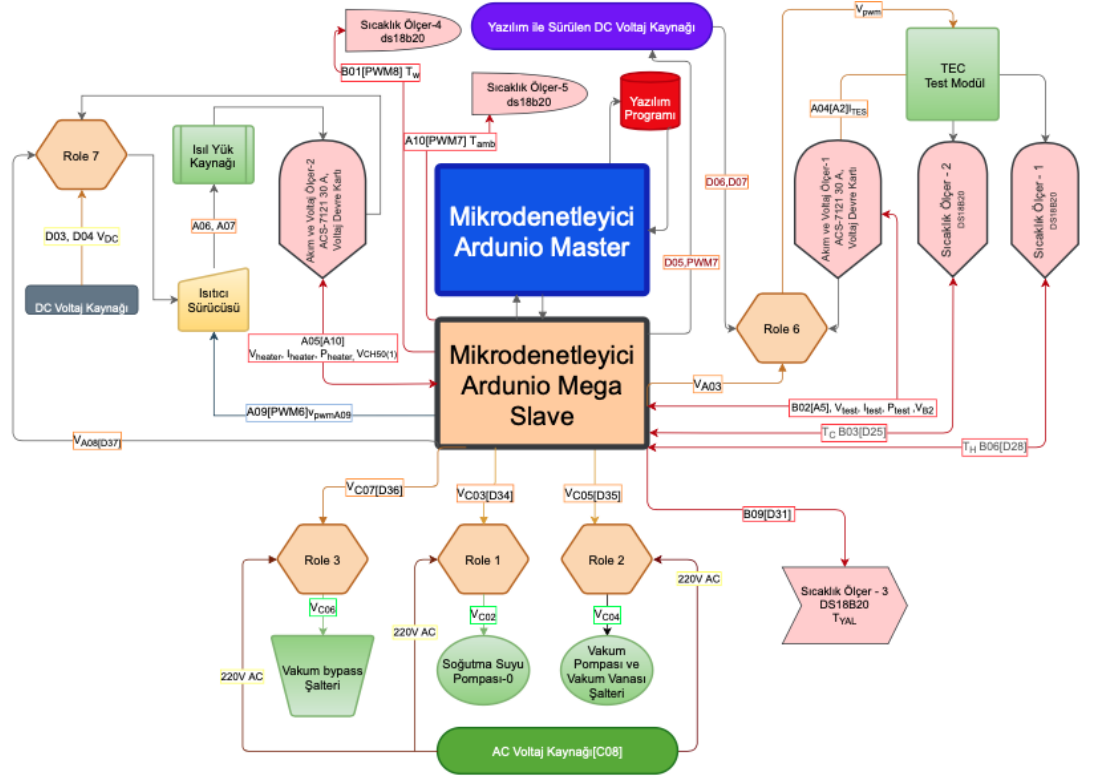 Sıcaklık Ölçer-4
ds18b20
Yazılım ile Sürülen DC Voltaj Kaynağı
Vpwm
B01[PWM8] Tw
Sıcaklık Ölçer-5
ds18b20
Yazılım
Programı
TEC
Test Modül
A04[A2]ITES
A10[PWM7] Tamb
Role 7
Isıl Yük
Kaynağı
Akım ve Voltaj Ölçer-2
ACS-7121 30 A,
Voltaj Devre Kartı
Mikrodenetleyici
Ardunio Master
D06,D07
Akım ve Voltaj Ölçer-1
ACS-7121 30 A,
Voltaj Devre Kartı
Sıcaklık Ölçer - 2
DS18B20
Sıcaklık Ölçer - 1
DS18B20
A06, A07
D03, D04 VDC
D05,PWM7
DC Voltaj Kaynağı
Isıtıcı
Sürücüsü
Role 6
A05[A10]
Vheater, Iheater, Pheater, VCH50(1)
Mikrodenetleyici
Ardunio Mega
Slave
VA03
A09[PWM6]vpwmA09
B02[A5], Vtest, Itest, Ptest ,VB2
TC B03[D25]
VA08[D37]
TH B06[D28]
VC07[D36]
VC03[D34]
VC05[D35]
B09[D31]
Role 3
Role 1
Role 2
220V AC
Sıcaklık Ölçer - 3
DS18B20
TYAL
VC06
VC02
VC04
220V AC
Vakum bypass
Şalteri
Soğutma Suyu
Pompası-0
Vakum
Pompası ve
Vakum Vanası
Şalteri
220V AC
AC Voltaj Kaynağı[C08]